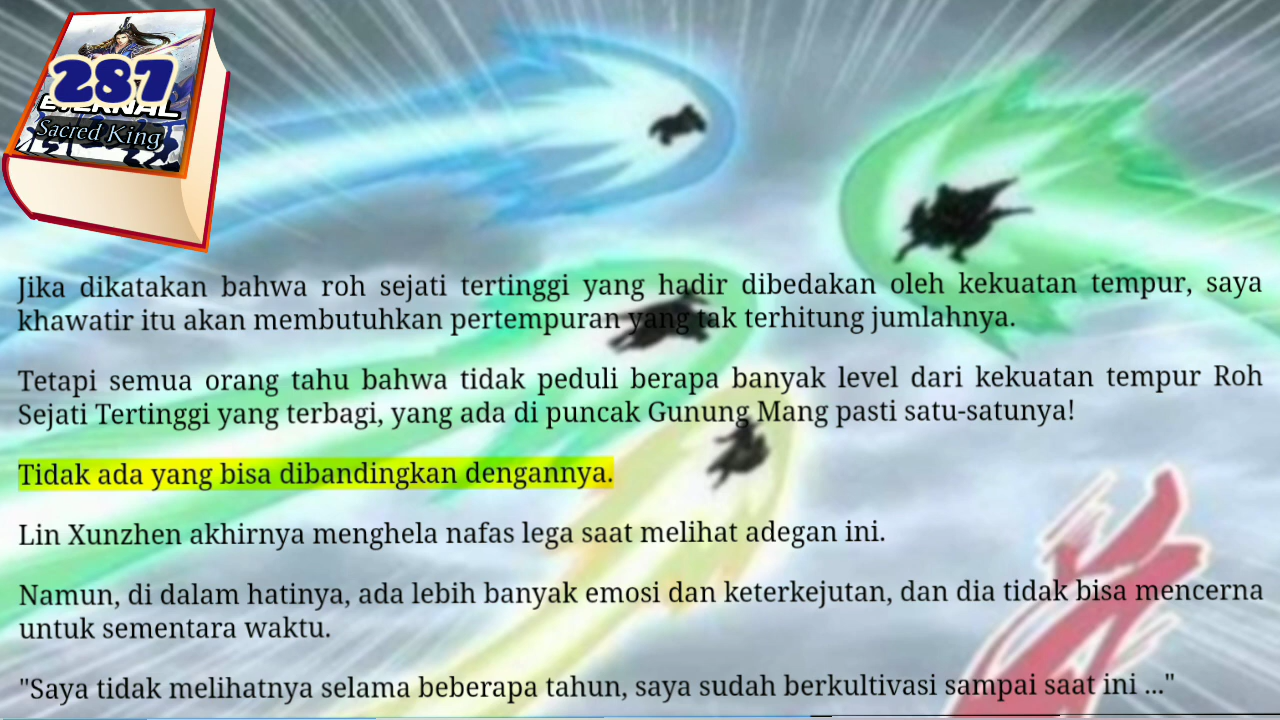 287
ETERNAL
Sacred King
Jika dikatakan bahwa roh sejati tertinggi yang hadir dibedakan oleh kekuatan tempur, saya
khawatir itu akan membutuhkan pertempuran yang tak terhitung jumlahnya.
Tetapi semua orang tahu bahwa tidak peduli berapa banyak level dari kekuatan tempur Roh
Sejati Tertinggi yang terbagi, yang ada di puncak Gunung Mang pasti satu-satunya!
Tidak ada yang bisa dibandingkan dengannya.
Lin Xunzhen akhirnya menghela nafas lega saat melihat adegan ini.
Namun, di dalam hatinya, ada lebih banyak emosi dan keterkejutan, dan dia tidak bisa mencerna
untuk sementara waktu.
"Saya tidak melihatnya selama beberapa tahun, saya sudah berkultivasi sampai saat ini ..."